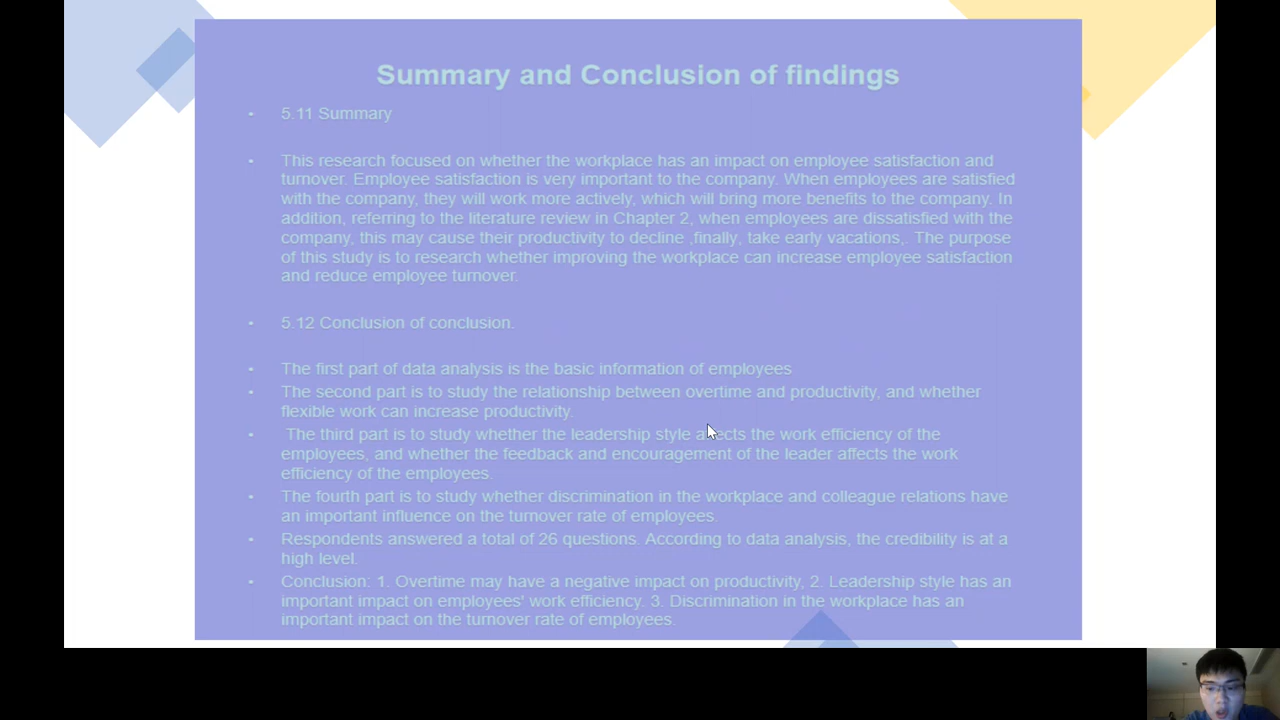 Summary and Conclusion of findings
• 5.11 Summary
• This research focused on whether the workplace has an impact on employee satisfaction and
turnover. Employee satisfaction is very important to the company. When employees are satisfied
with the company, they will work more actively, which will bring more benefits to the company. In
addition, referring to the literature review in Chapter 2, when employees are dissatisfied with the
company, this may cause their productivity to decline ,finally, take early vacations,. The purpose
of this study is to research whether improving the workplace can increase employee satisfaction
and reduce employee turnover.
• 5.12 Conclusion of conclusion.
• The first part of data analysis is the basic information of employees
• The second part is to study the relationship between overtime and productivity, and whether
flexible work can increase productivity.
• The third part is to study whether the leadership style affects the work efficiency of the
employees, and whether the feedback and encouragement of the leader affects the work
efficiency of the employees.
• The fourth part is to study whether discrimination in the workplace and colleague relations have
an important influence on the turnover rate of employees.
• Respondents answered a total of 26 questions. According to data analysis, the credibility is at a
high level.
• Conclusion: 1. Overtime may have a negative impact on productivity, 2. Leadership style has an
important impact on employees' work efficiency. 3. Discrimination in the workplace has an
important impact on the turnover rate of employees.